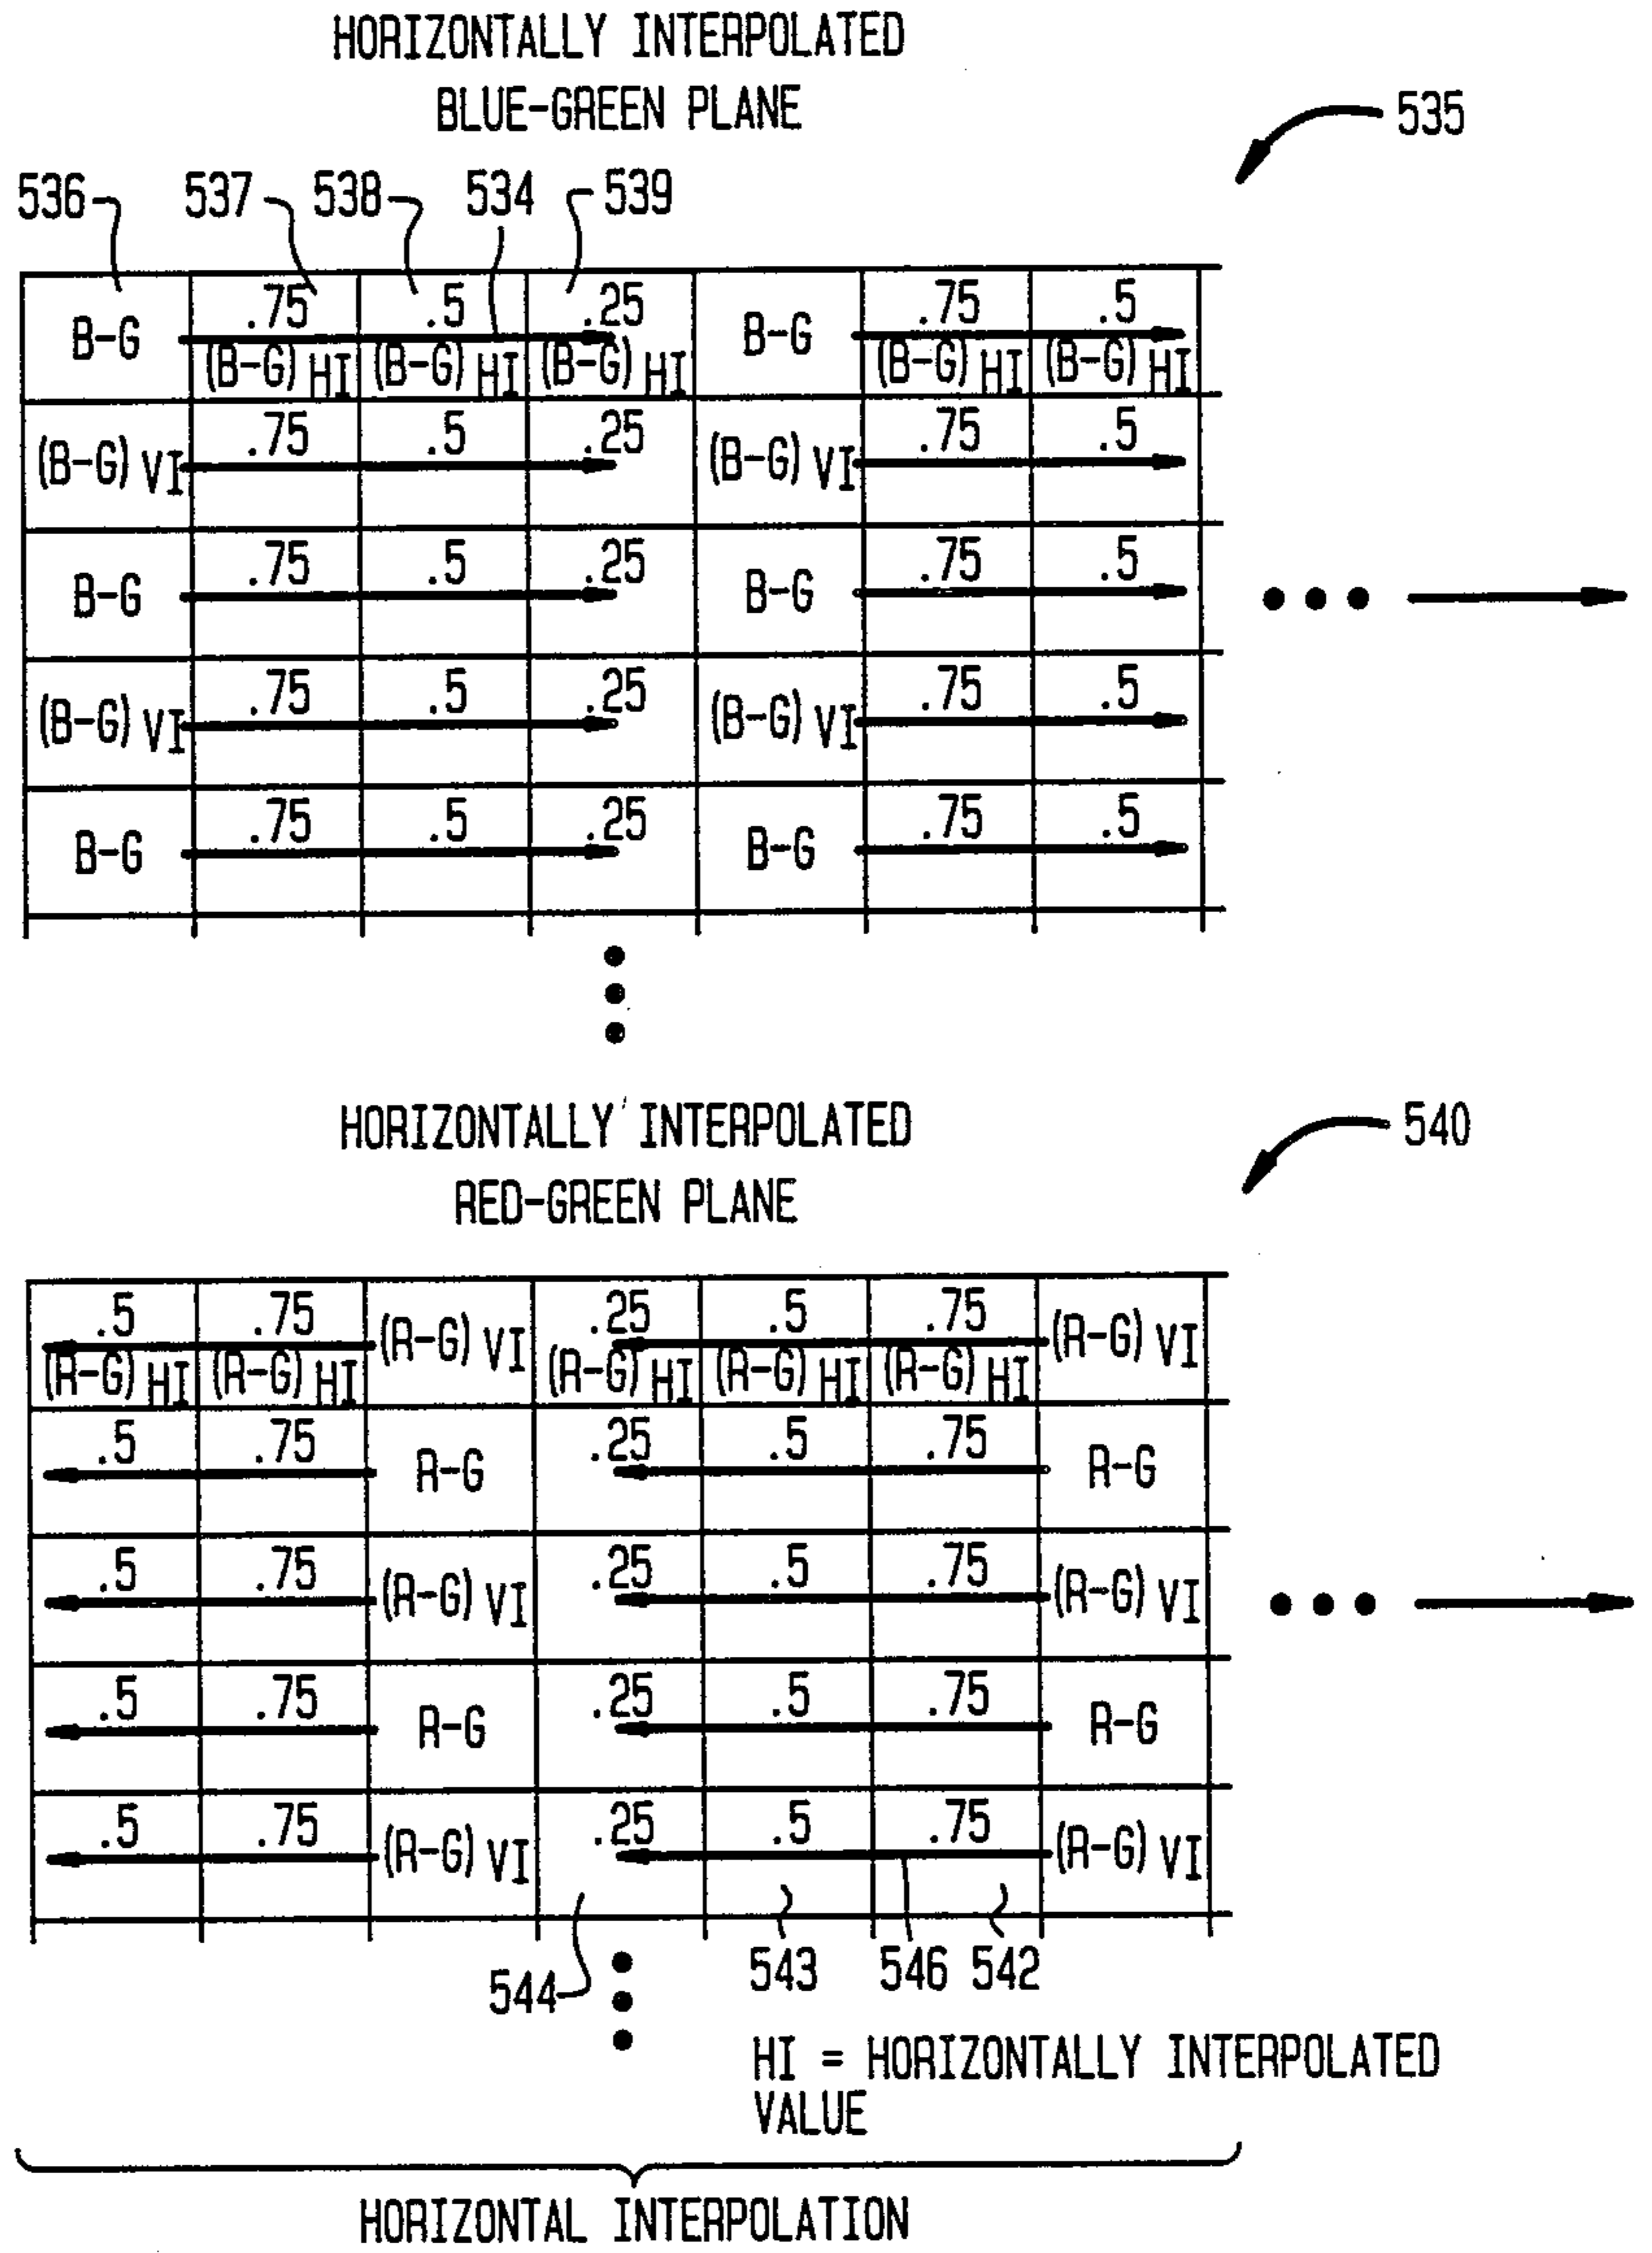 HORIZONTALLY INTERPOLATED
BLUE-GREEN PLANE
535
536 537 538 534 539
.75 .5 .25 .75 .5
B-G (B-G) HI (B-G) HI (B-G) HI B-G (B-G) HI (B-G) HI
.75 .5 .25 .75 .5
(B-G) VI (B-G) VI
.75 .5 .25 .75 .5
B-G B-G
.75 .5 .25 .75 .5
(B-G) VI (B-G) VI
.75 .5 .25 .75 .5
B-G B-G
HORIZONTALLY INTERPOLATED
RED-GREEN PLANE
540
.5 .75 .25 .5 .75
(R-G) HI (R-G) HI (R-G) VI (R-G) HI (R-G) HI (R-G) HI (R-G) VI
.5 .75 .25 .5 .75
R-G R-G
.5 .75 .25 .5 .75
(R-G) VI (R-G) VI
.5 .75 .25 .5 .75
R-G R-G
.5 .75 .25 .5 .75
(R-G) VI (R-G) VI
544 543 546 542
HI = HORIZONTALLY INTERPOLATED
VALUE
HORIZONTAL INTERPOLATION